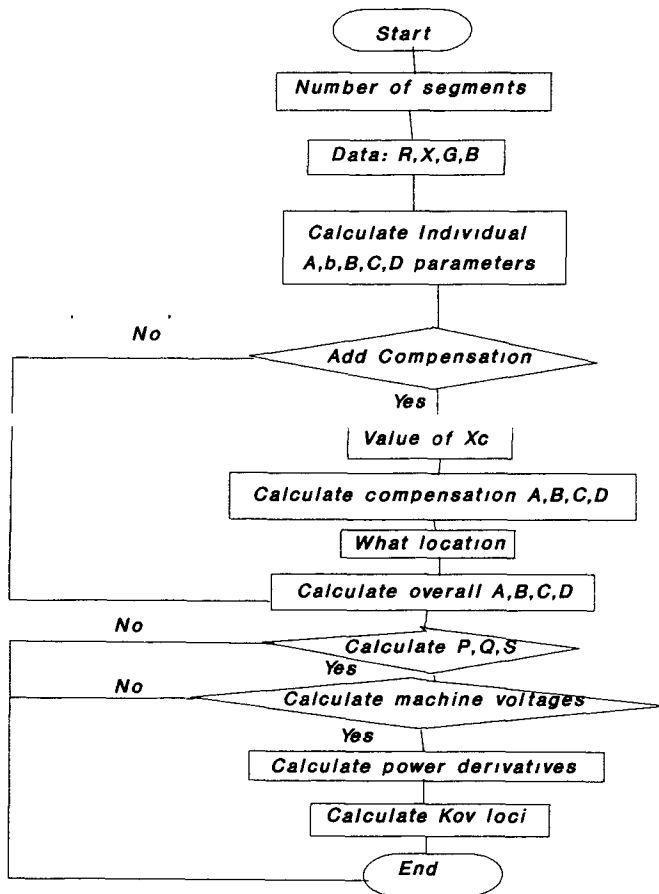 Start
Number of segments
Data: R,X,G,B
Calculate Individual
A,b,B,C,D parameters
No
Add Compensation
Yes
Value of Xc
Calculate compensation A,B,C,D
What location
Calculate overall A,B,C,D
No
Calculate P,Q,S
Yes
No
Calculate machine voltages
Yes
Calculate power derivatives
Calculate Kov loci
End